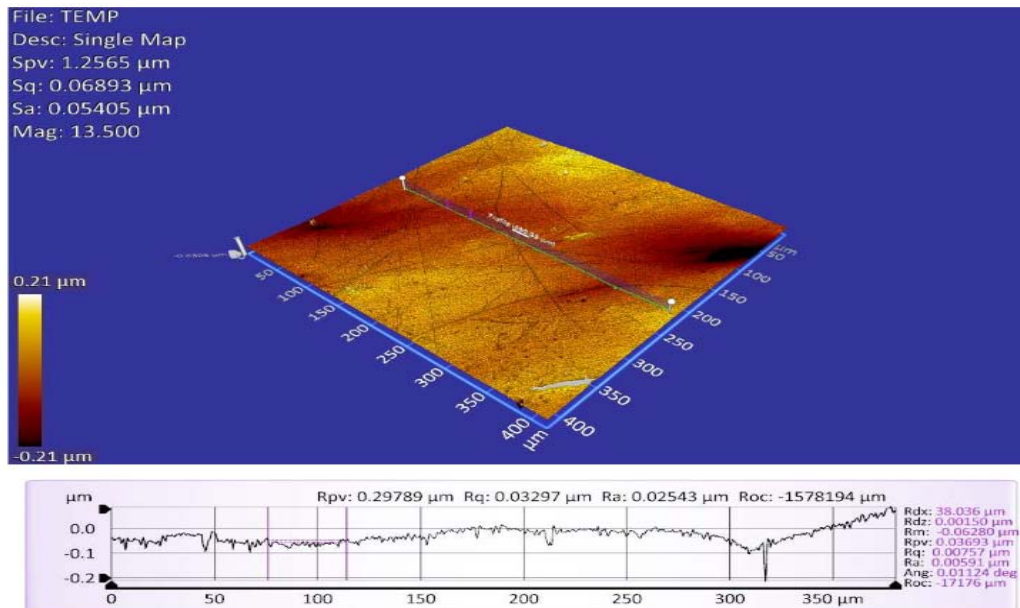 File: TEMP
Desc: Single Map
Spv: 1.2565 µm
Sq: 0.06893 µm
Sa: 0.05405 µm
Mag: 13.500
0.21 µm
-0.21 µm
50
100
150
200
250
300
350
400
µm
µm
50
100
150
200
250
300
350
400
µm
Rpv: 0.29789 µm Rq: 0.03297 µm Ra: 0.02543 µm Roc: -1578194 µm
0.0
-0.1
-0.2
0 50 100 150 200 250 300 350 µm
Rdx: 38.036 µm
Rdz: 0.00150 µm
Rm: -0.06280 µm
Rpv: 0.03693 µm
Rq: 0.00757 µm
Ra: 0.00591 µm
Ang: 0.01124 deg
Roc: -17176 µm